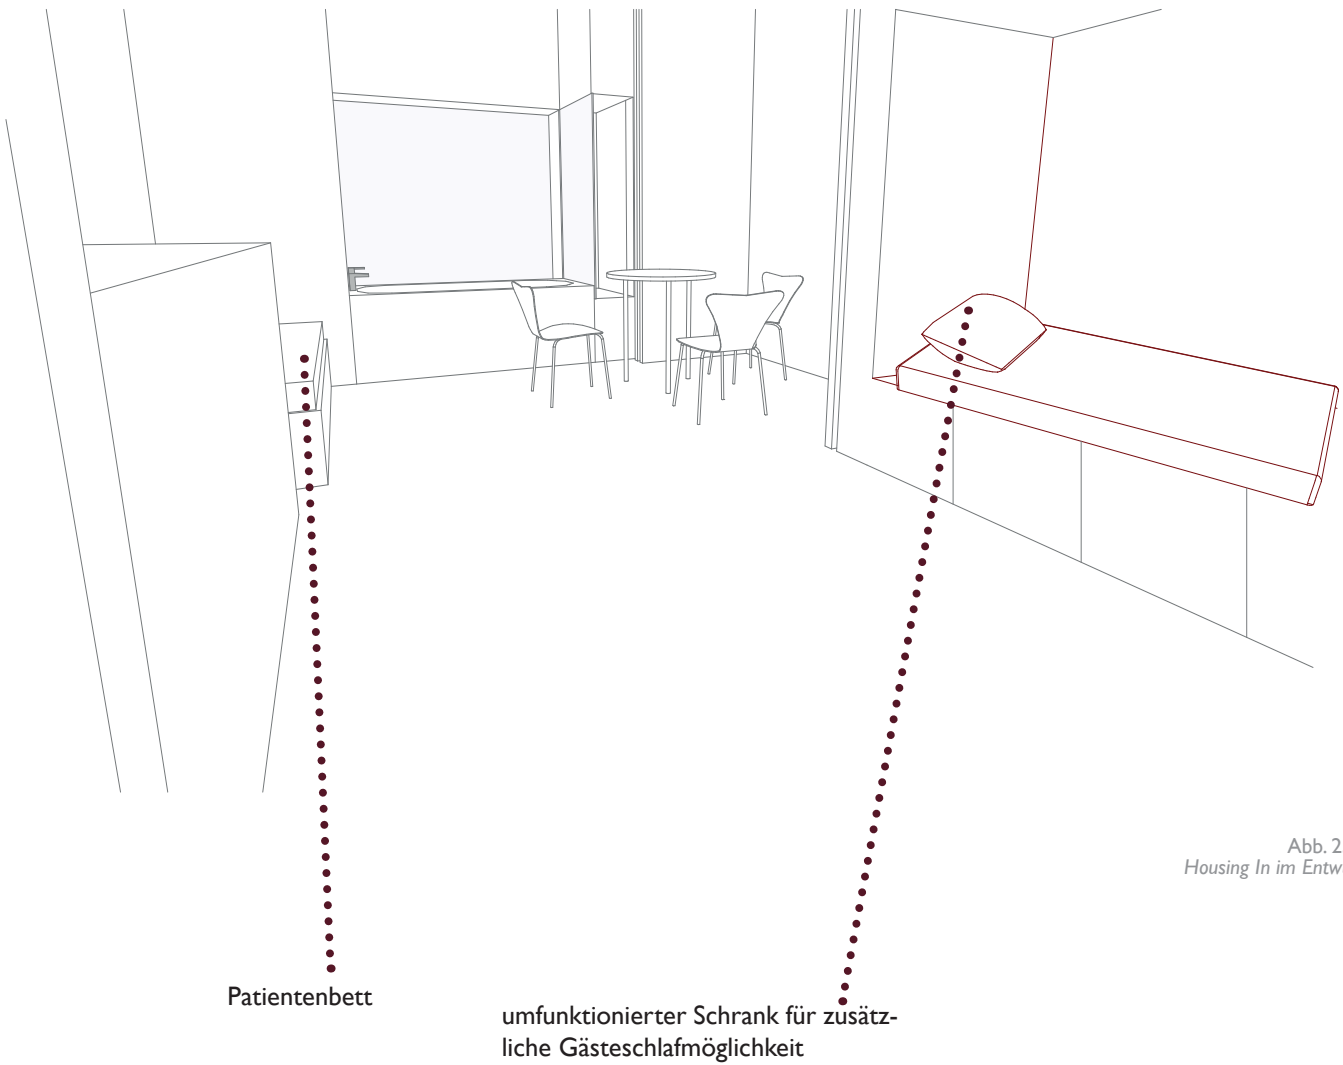 Abb. 2
Housing In im Entw
Patientenbett
umfunktionierter Schrank für zusätz-
liche Gästeschlafmöglichkeit